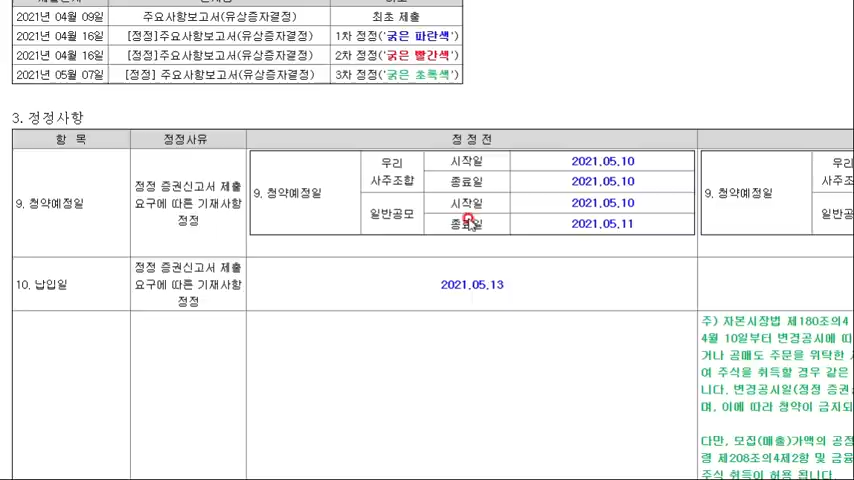 2021년 04월 09일 주요사항보고서(유상증자결정) 최초 제출
2021년 04월 16일 [정정]주요사항보고서(유상증자결정) 1차 정정('굵은 파란색')
2021년 04월 16일 [정정]주요사항보고서(유상증자결정) 2차 정정('굵은 빨간색')
2021년 05월 07일 [정정] 주요사항보고서(유상증자결정) 3차 정정('굵은 초록색')
3. 정정사항
항 목 정정사유 정 정 전
9. 청약예정일
정정 증권신고서 제출
요구에 따른 기재사항
정정
9. 청약예정일
우리
사주조합
시작일 2021.05.10
종료일 2021.05.10
일반공모
시작일 2021.05.10
종료일 2021.05.11
9. 청약예정일
우리
사주조
일반공
10. 납입일
정정 증권신고서 제출
요구에 따른 기재사항
정정
2021.05.13
주) 자본시장법 제180조의4
4월 10일부터 변경공시에 따
거나 공매도 주문을 위탁한
여 주식을 취득할 경우 같은
니다. 변경공시일(정정 증권
며, 이에 따라 청약이 금지되
다만, 모집(매출)가액의 공정
령 제208조의4제2항 및 금융
주식 취득이 허용 됩니다.